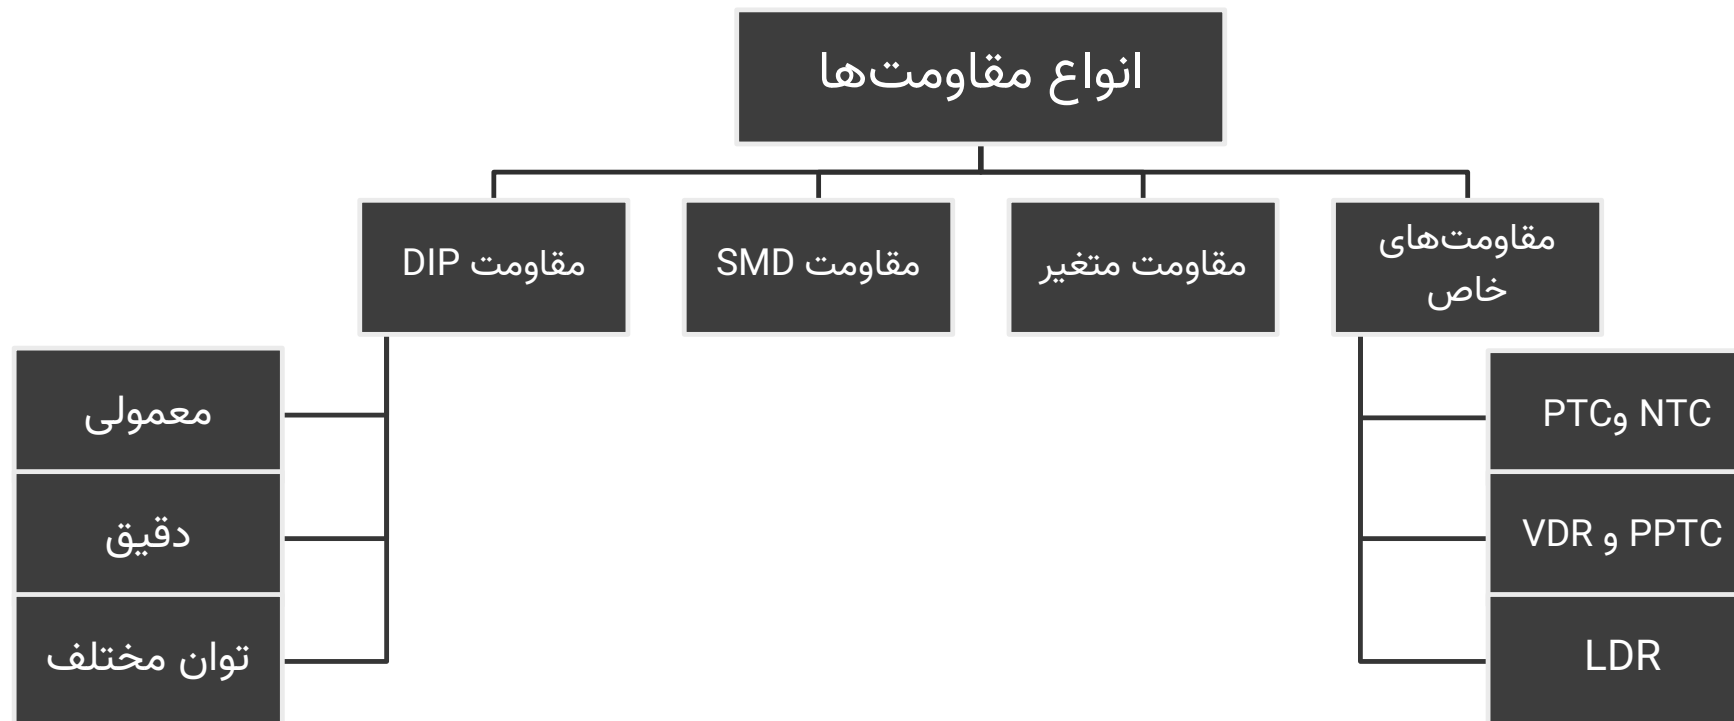 انواع مقاومت‌ها
مقاومت‌های
خاص
مقاومت متغیر
مقاومت SMD
مقاومت DIP
NTC وPTC
PPTC و VDR
LDR
معمولی
دقیق
توان مختلف